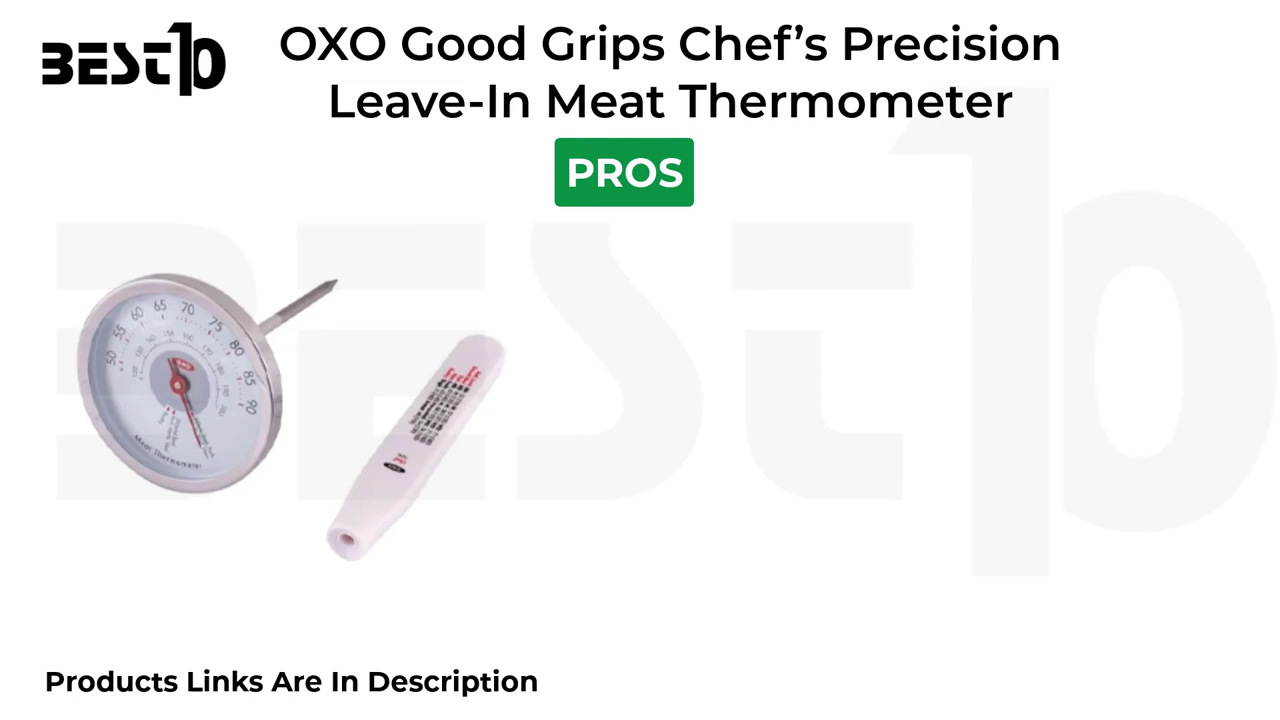 BEST10
OXO Good Grips Chef’s Precision
Leave-In Meat Thermometer
PROS
50 55 60 65 70 75 80 85 90
OXO
Meat Thermometer
Products Links Are In Description